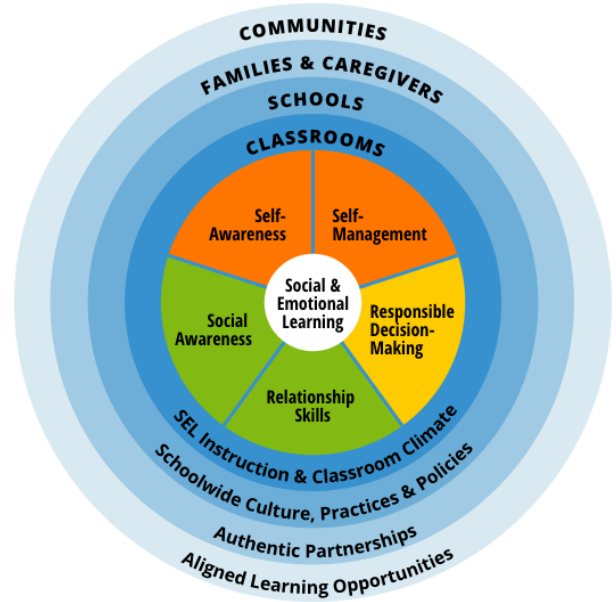 COMMUNITIES
FAMILIES & CAREGIVERS
SCHOOLS
CLASSROOMS
Self-
Awareness
Self-
Management
Social &
Emotional
Learning
Social
Awareness
Responsible
Decision-
Making
Relationship
Skills
SEL Instruction & Classroom Climate
Schoolwide Culture, Practices & Policies
Authentic Partnerships
Aligned Learning Opportunities